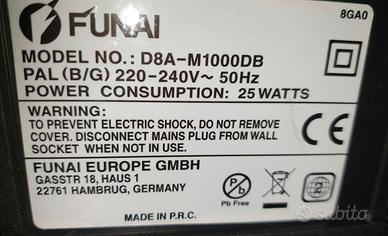 FUNAI
8GA0
MODEL NO.: D8A-M1000DB
PAL (B/G) 220-240V~ 50Hz
POWER CONSUMPTION: 25 WATTS
WARNING:
TO PREVENT ELECTRIC SHOCK, DO NOT REMOVE
COVER. DISCONNECT MAINS PLUG FROM WALL
SOCKET WHEN NOT IN USE.
CE
FUNAI EUROPE GMBH
GASSTR 18, HAUS 1
22761 HAMBRUG, GERMANY
Pb
Pb Free
2
MADE IN P.R.C.
subito